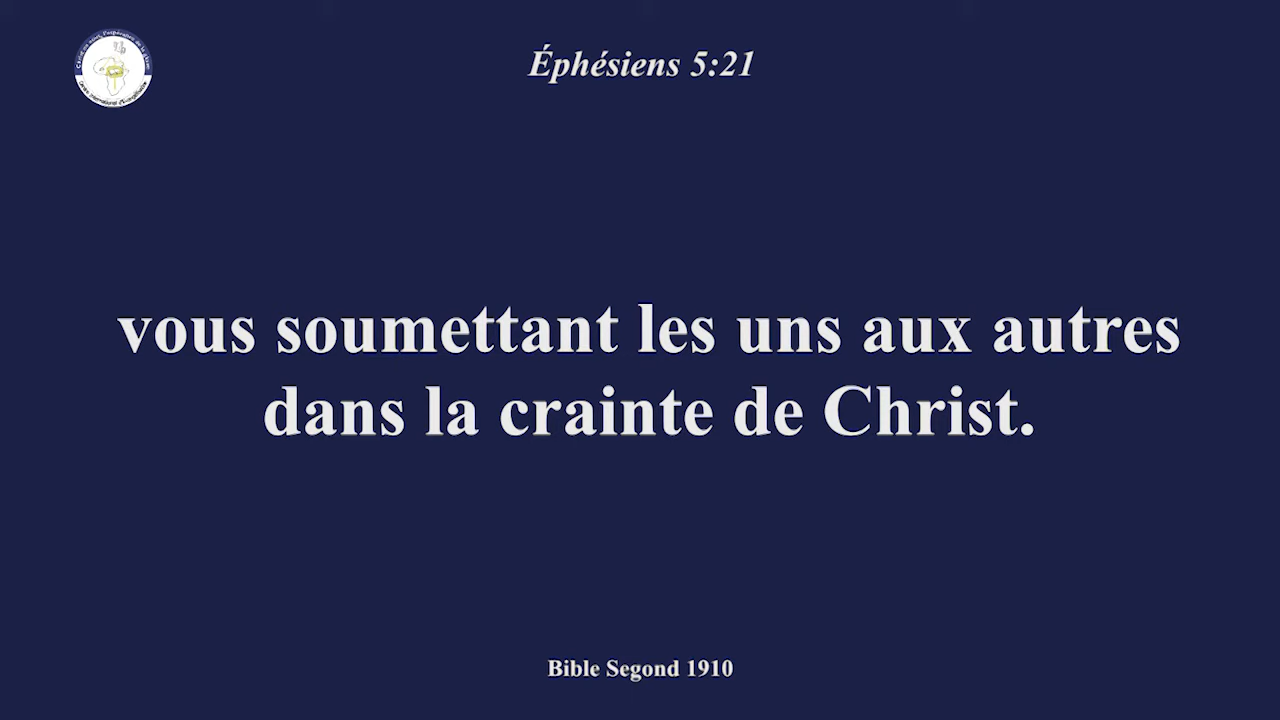 Éphésiens 5:21
vous soumettant les uns aux autres
dans la crainte de Christ.
Bible Segond 1910